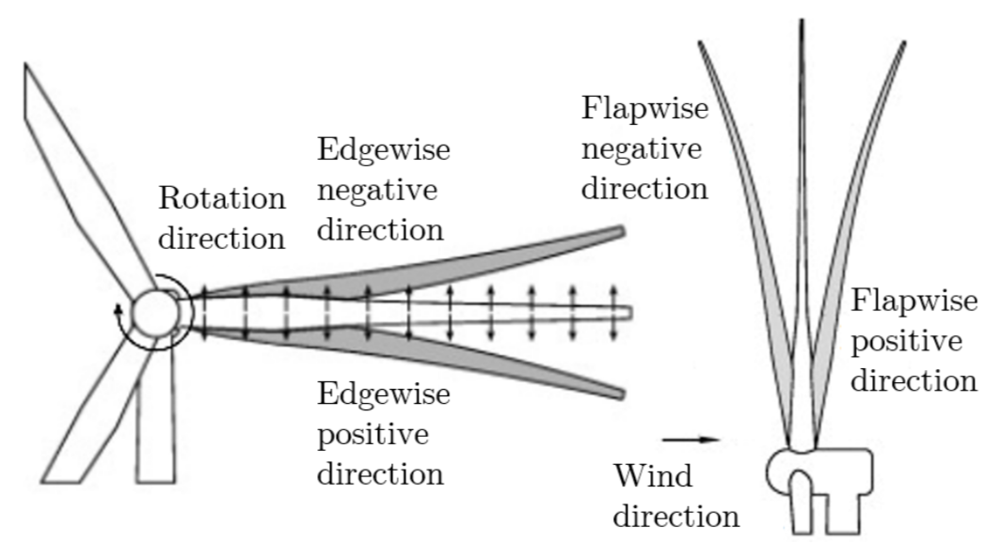 Rotation
direction
Edgewise
negative
direction
Edgewise
positive
direction
Flapwise
negative
direction
Flapwise
positive
direction
Wind
direction